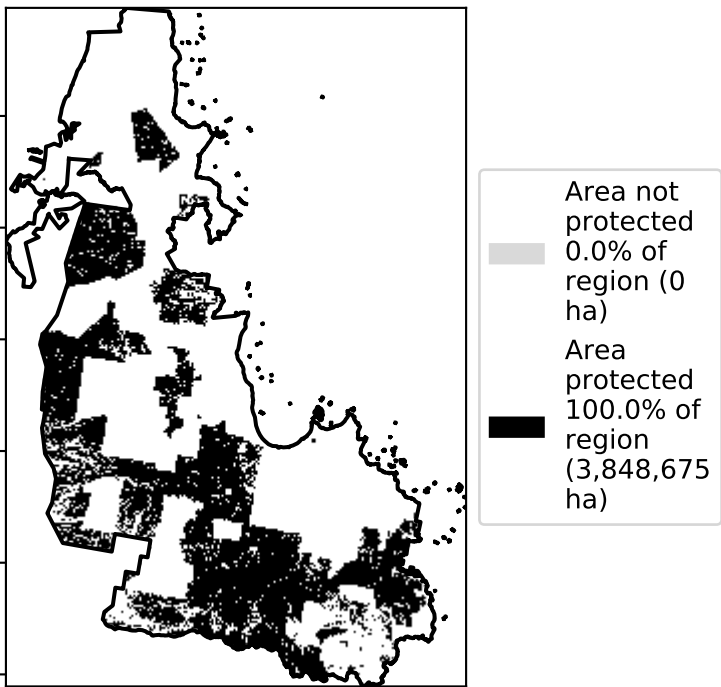 Area not
protected
0.0% of
region (0
ha)
Area
protected
100.0% of
region
(3,848,675
ha)